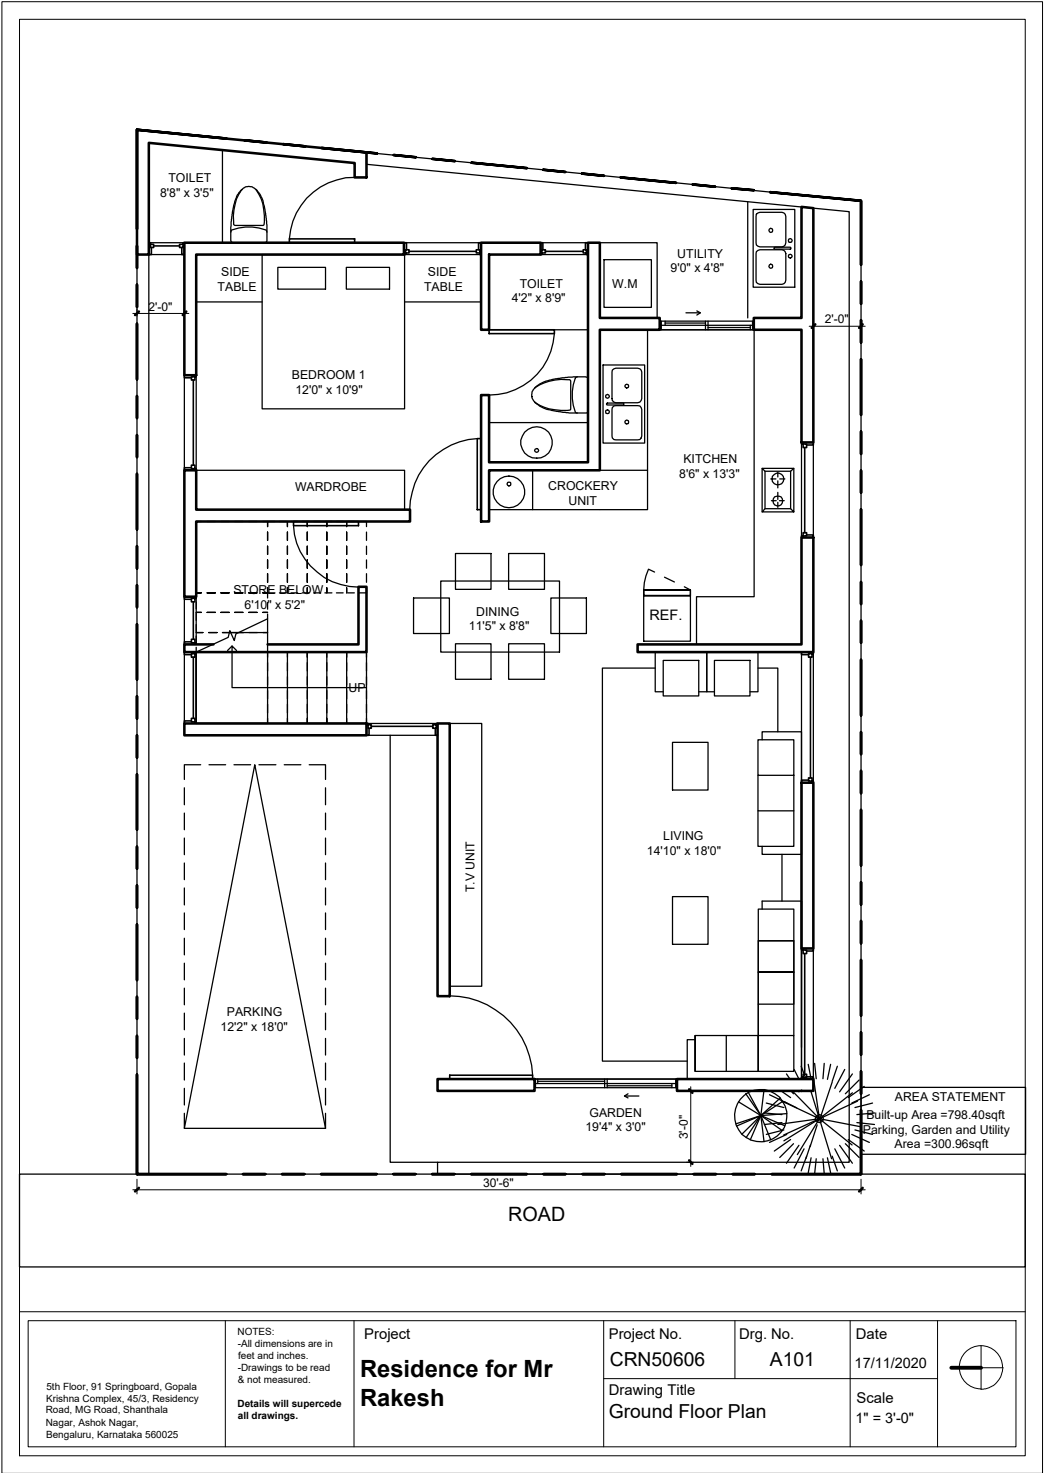 TOILET
8'8" x 3'5"
UTILITY
9'0" x 4'8"
SIDE
TABLE
SIDE
TABLE
TOILET
4'2" x 8'9"
W.M
2'-0"
2'-0"
BEDROOM 1
12'0" x 10'9"
KITCHEN
8'6" x 13'3"
WARDROBE
CROCKERY
UNIT
STORE BELOW
6'10" x 5'2"
DINING
11'5" x 8'8"
REF.
UP
T.V UNIT
LIVING
14'10" x 18'0"
PARKING
12'2" x 18'0"
GARDEN
19'4" x 3'0"
3'-0"
AREA STATEMENT
Built-up Area =798.40sqft
Parking, Garden and Utility
Area =300.96sqft
30'-6"
ROAD
5th Floor, 91 Springboard, Gopala
Krishna Complex, 45/3, Residency
Road, MG Road, Shanthala
Nagar, Ashok Nagar,
Bengaluru, Karnataka 560025
NOTES:
-All dimensions are in
feet and inches.
-Drawings to be read
& not measured.
Details will supercede
all drawings.
Project
Residence for Mr
Rakesh
Project No.
CRN50606
Drg. No.
A101
Date
17/11/2020
Drawing Title
Ground Floor Plan
Scale
1" = 3'-0"